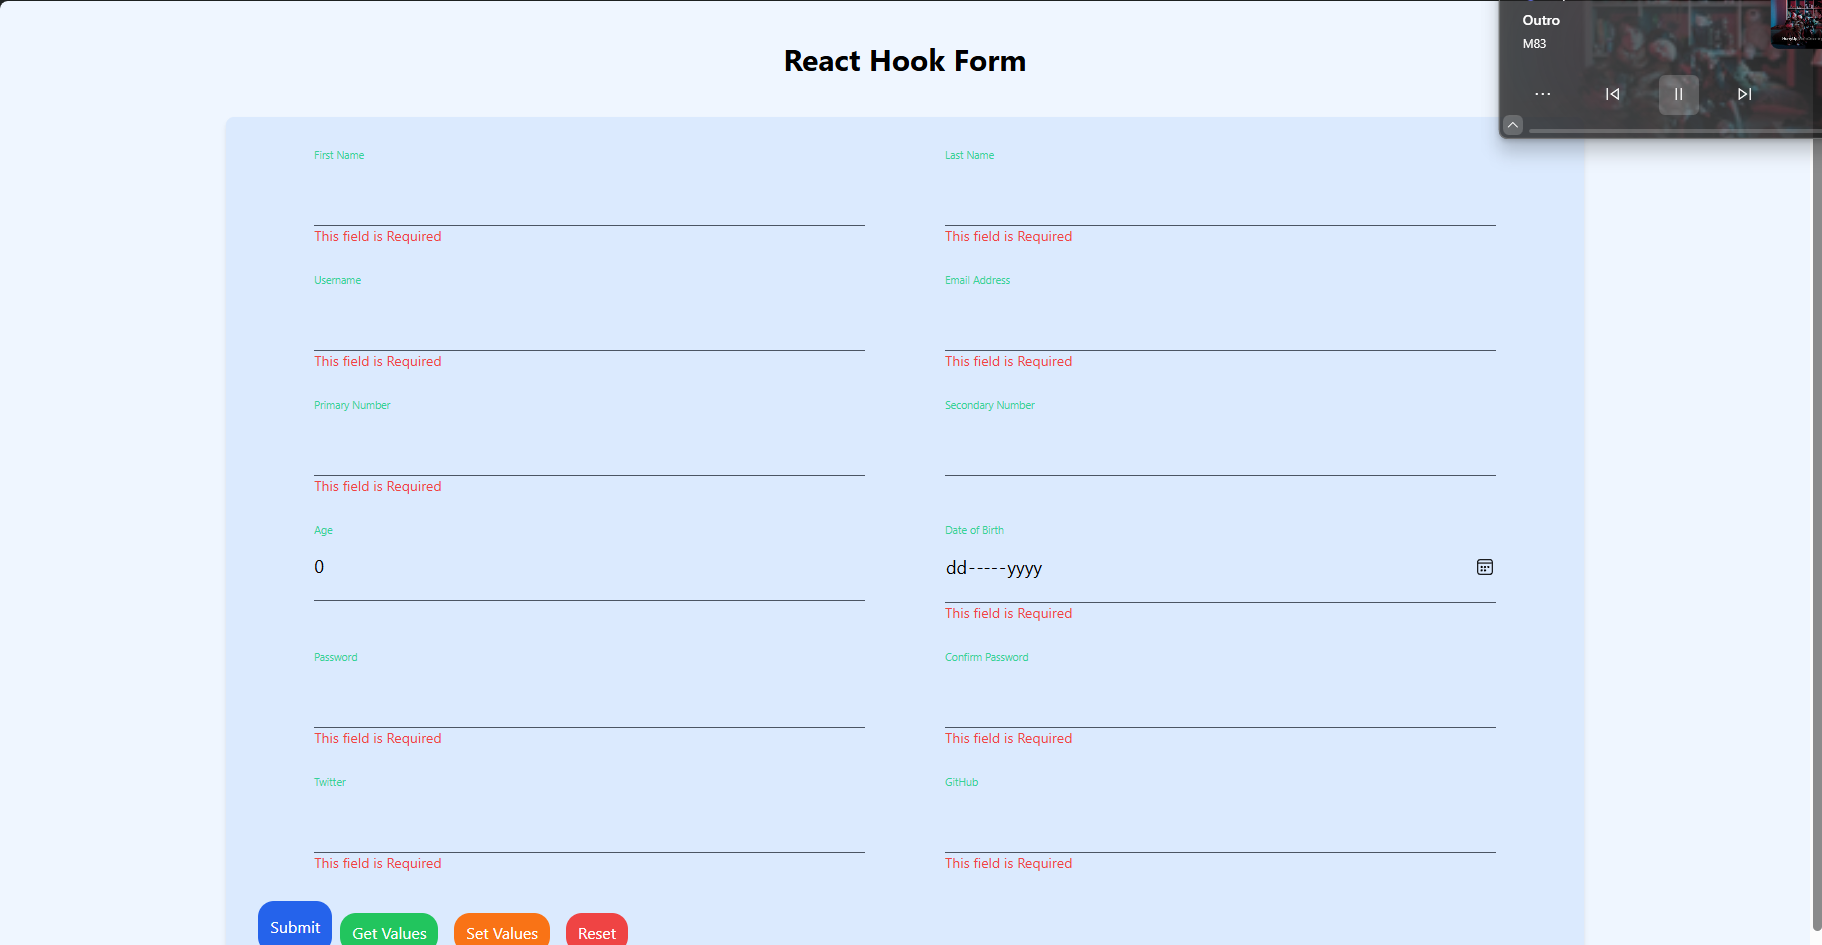 React Hook Form
Outro
M83
First Name
Last Name
This field is Required
This field is Required
Username
Email Address
This field is Required
This field is Required
Primary Number
Secondary Number
This field is Required
Age
Date of Birth
0
dd-----yyyy
This field is Required
Password
Confirm Password
This field is Required
This field is Required
Twitter
GitHub
This field is Required
This field is Required
Submit
Get Values
Set Values
Reset